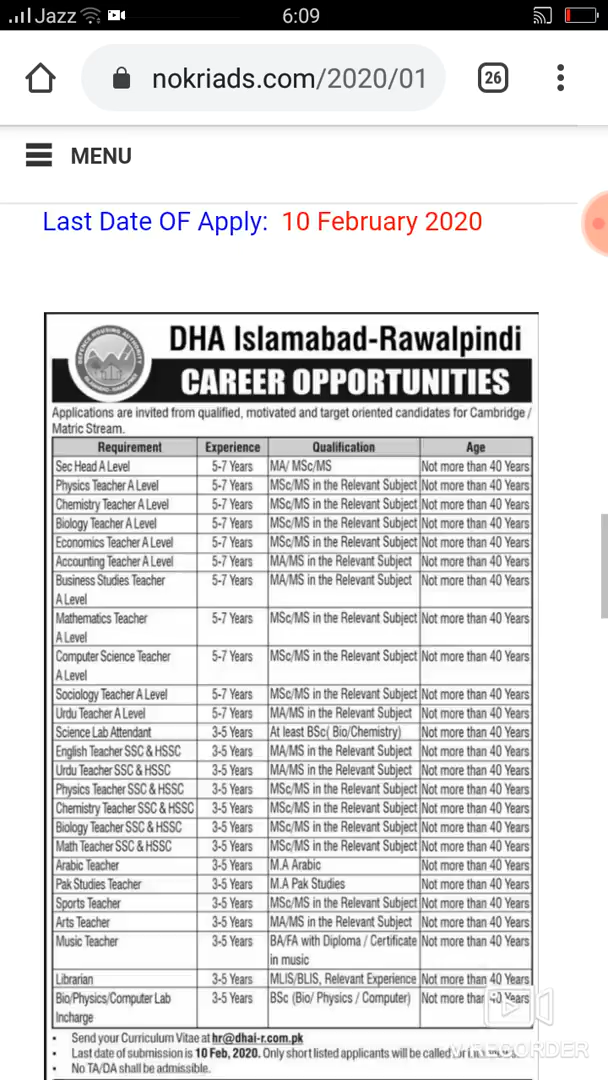 Jazz 6:09
nokriads.com/2020/01 26
MENU
Last Date OF Apply: 10 February 2020
DEFENCE HOUSING AUTHORITY
ISLAMABAD-RAWALPINDI
DHA Islamabad-Rawalpindi
CAREER OPPORTUNITIES
Applications are invited from qualified, motivated and target oriented candidates for Cambridge /
Matric Stream.
Requirement Experience Qualification Age
Sec Head A Level 5-7 Years MA/ MSc/MS Not more than 40 Years
Physics Teacher A Level 5-7 Years MSc/MS in the Relevant Subject Not more than 40 Years
Chemistry Teacher A Level 5-7 Years MSc/MS in the Relevant Subject Not more than 40 Years
Biology Teacher A Level 5-7 Years MSc/MS in the Relevant Subject Not more than 40 Years
Economics Teacher A Level 5-7 Years MSc/MS in the Relevant Subject Not more than 40 Years
Accounting Teacher A Level 5-7 Years MA/MS in the Relevant Subject Not more than 40 Years
Business Studies Teacher 5-7 Years MA/MS in the Relevant Subject Not more than 40 Years
A Level
Mathematics Teacher 5-7 Years MSc/MS in the Relevant Subject Not more than 40 Years
A Level
Computer Science Teacher 5-7 Years MSc/MS in the Relevant Subject Not more than 40 Years
A Level
Sociology Teacher A Level 5-7 Years MSc/MS in the Relevant Subject Not more than 40 Years
Urdu Teacher A Level 5-7 Years MA/MS in the Relevant Subject Not more than 40 Years
Science Lab Attendant 3-5 Years At least BSc( Bio/Chemistry) Not more than 40 Years
English Teacher SSC & HSSC 3-5 Years MA/MS in the Relevant Subject Not more than 40 Years
Urdu Teacher SSC & HSSC 3-5 Years MA/MS in the Relevant Subject Not more than 40 Years
Physics Teacher SSC & HSSC 3-5 Years MSc/MS in the Relevant Subject Not more than 40 Years
Chemistry Teacher SSC & HSSC 3-5 Years MSc/MS in the Relevant Subject Not more than 40 Years
Biology Teacher SSC & HSSC 3-5 Years MSc/MS in the Relevant Subject Not more than 40 Years
Math Teacher SSC & HSSC 3-5 Years MSc/MS in the Relevant Subject Not more than 40 Years
Arabic Teacher 3-5 Years M.A Arabic Not more than 40 Years
Pak Studies Teacher 3-5 Years M.A Pak Studies Not more than 40 Years
Sports Teacher 3-5 Years MSc/MS in the Relevant Subject Not more than 40 Years
Arts Teacher 3-5 Years MA/MS in the Relevant Subject Not more than 40 Years
Music Teacher 3-5 Years BA/FA with Diploma / Certificate Not more than 40 Years
in music
Librarian 3-5 Years MLIS/BLIS, Relevant Experience Not more than 40 Years
Bio/Physics/Computer Lab 3-5 Years BSc (Bio/ Physics / Computer) Not more than 40 Years
Incharge
• Send your Curriculum Vitae at hr@dhai-r.com.pk
• Last date of submission is 10 Feb, 2020. Only short listed applicants will be called
• No TA/DA shall be admissible.
RECORDER